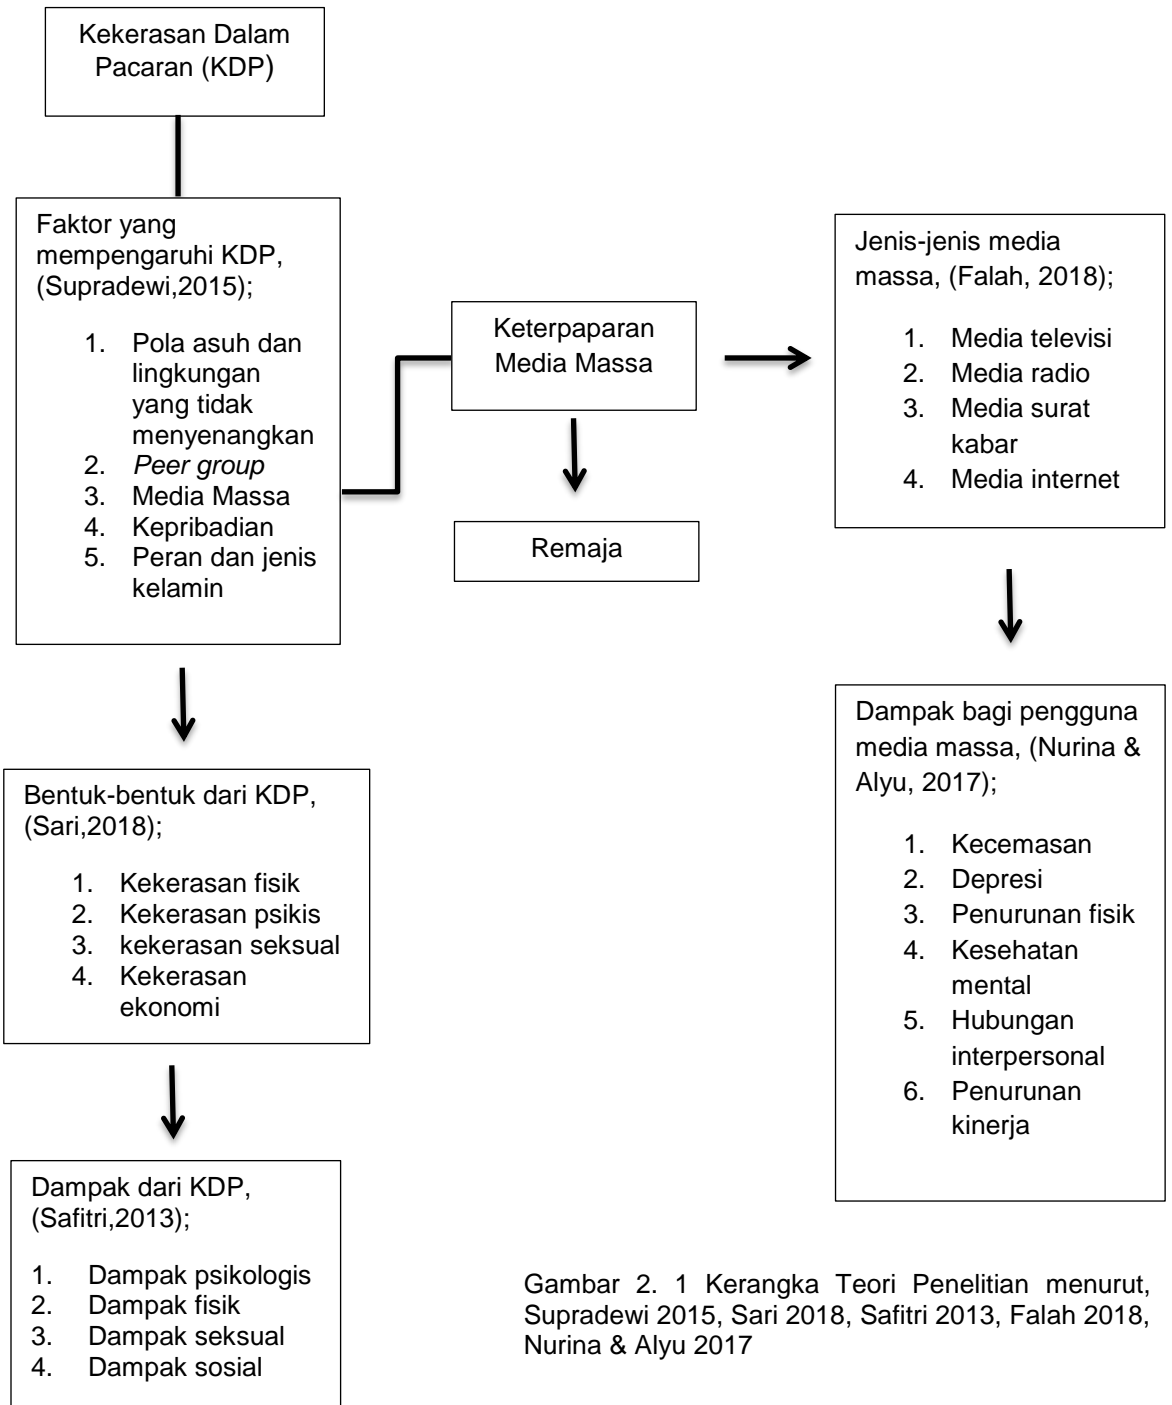 Kekerasan Dalam
Pacaran (KDP)
Faktor yang
mempengaruhi KDP,
(Supradewi,2015);
1. Pola asuh dan
lingkungan
yang tidak
menyenangkan
2. Peer group
3. Media Massa
4. Kepribadian
5. Peran dan jenis
kelamin
Keterpaparan
Media Massa
Remaja
Jenis-jenis media
massa, (Falah, 2018);
1. Media televisi
2. Media radio
3. Media surat
kabar
4. Media internet
Bentuk-bentuk dari KDP,
(Sari,2018);
1. Kekerasan fisik
2. Kekerasan psikis
3. kekerasan seksual
4. Kekerasan
ekonomi
Dampak bagi pengguna
media massa, (Nurina &
Alyu, 2017);
1. Kecemasan
2. Depresi
3. Penurunan fisik
4. Kesehatan
mental
5. Hubungan
interpersonal
6. Penurunan
kinerja
Dampak dari KDP,
(Safitri,2013);
1. Dampak psikologis
2. Dampak fisik
3. Dampak seksual
4. Dampak sosial
Gambar 2. 1 Kerangka Teori Penelitian menurut,
Supradewi 2015, Sari 2018, Safitri 2013, Falah 2018,
Nurina & Alyu 2017